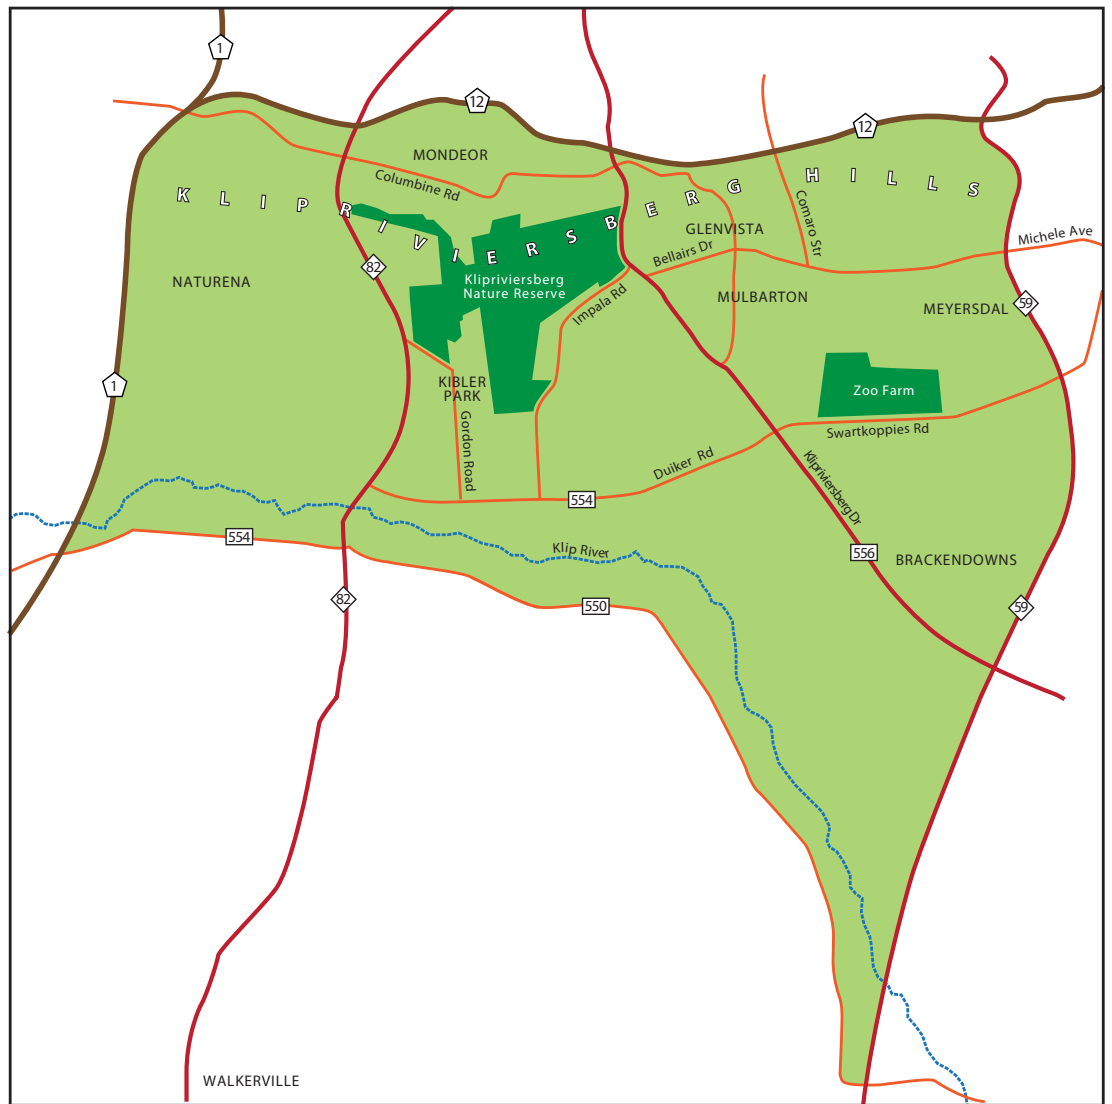 1
12
12
MONDEOR
Columbine Rd
KLIPRIVIERSBERG HILLS
Comaro Str
GLENVISTA
Michele Ave
Bellairs Dr
82
NATURENA
Klipriviersberg
Nature Reserve
Impala Rd
MULBARTON
MEYERSDAL
59
1
KIBLER
PARK
Zoo Farm
Gordon Road
Swartkoppies Rd
Duiker Rd
Klipriviersberg Dr
554
554
Klip River
556
BRACKENDOWNS
82
550
59
WALKERVILLE